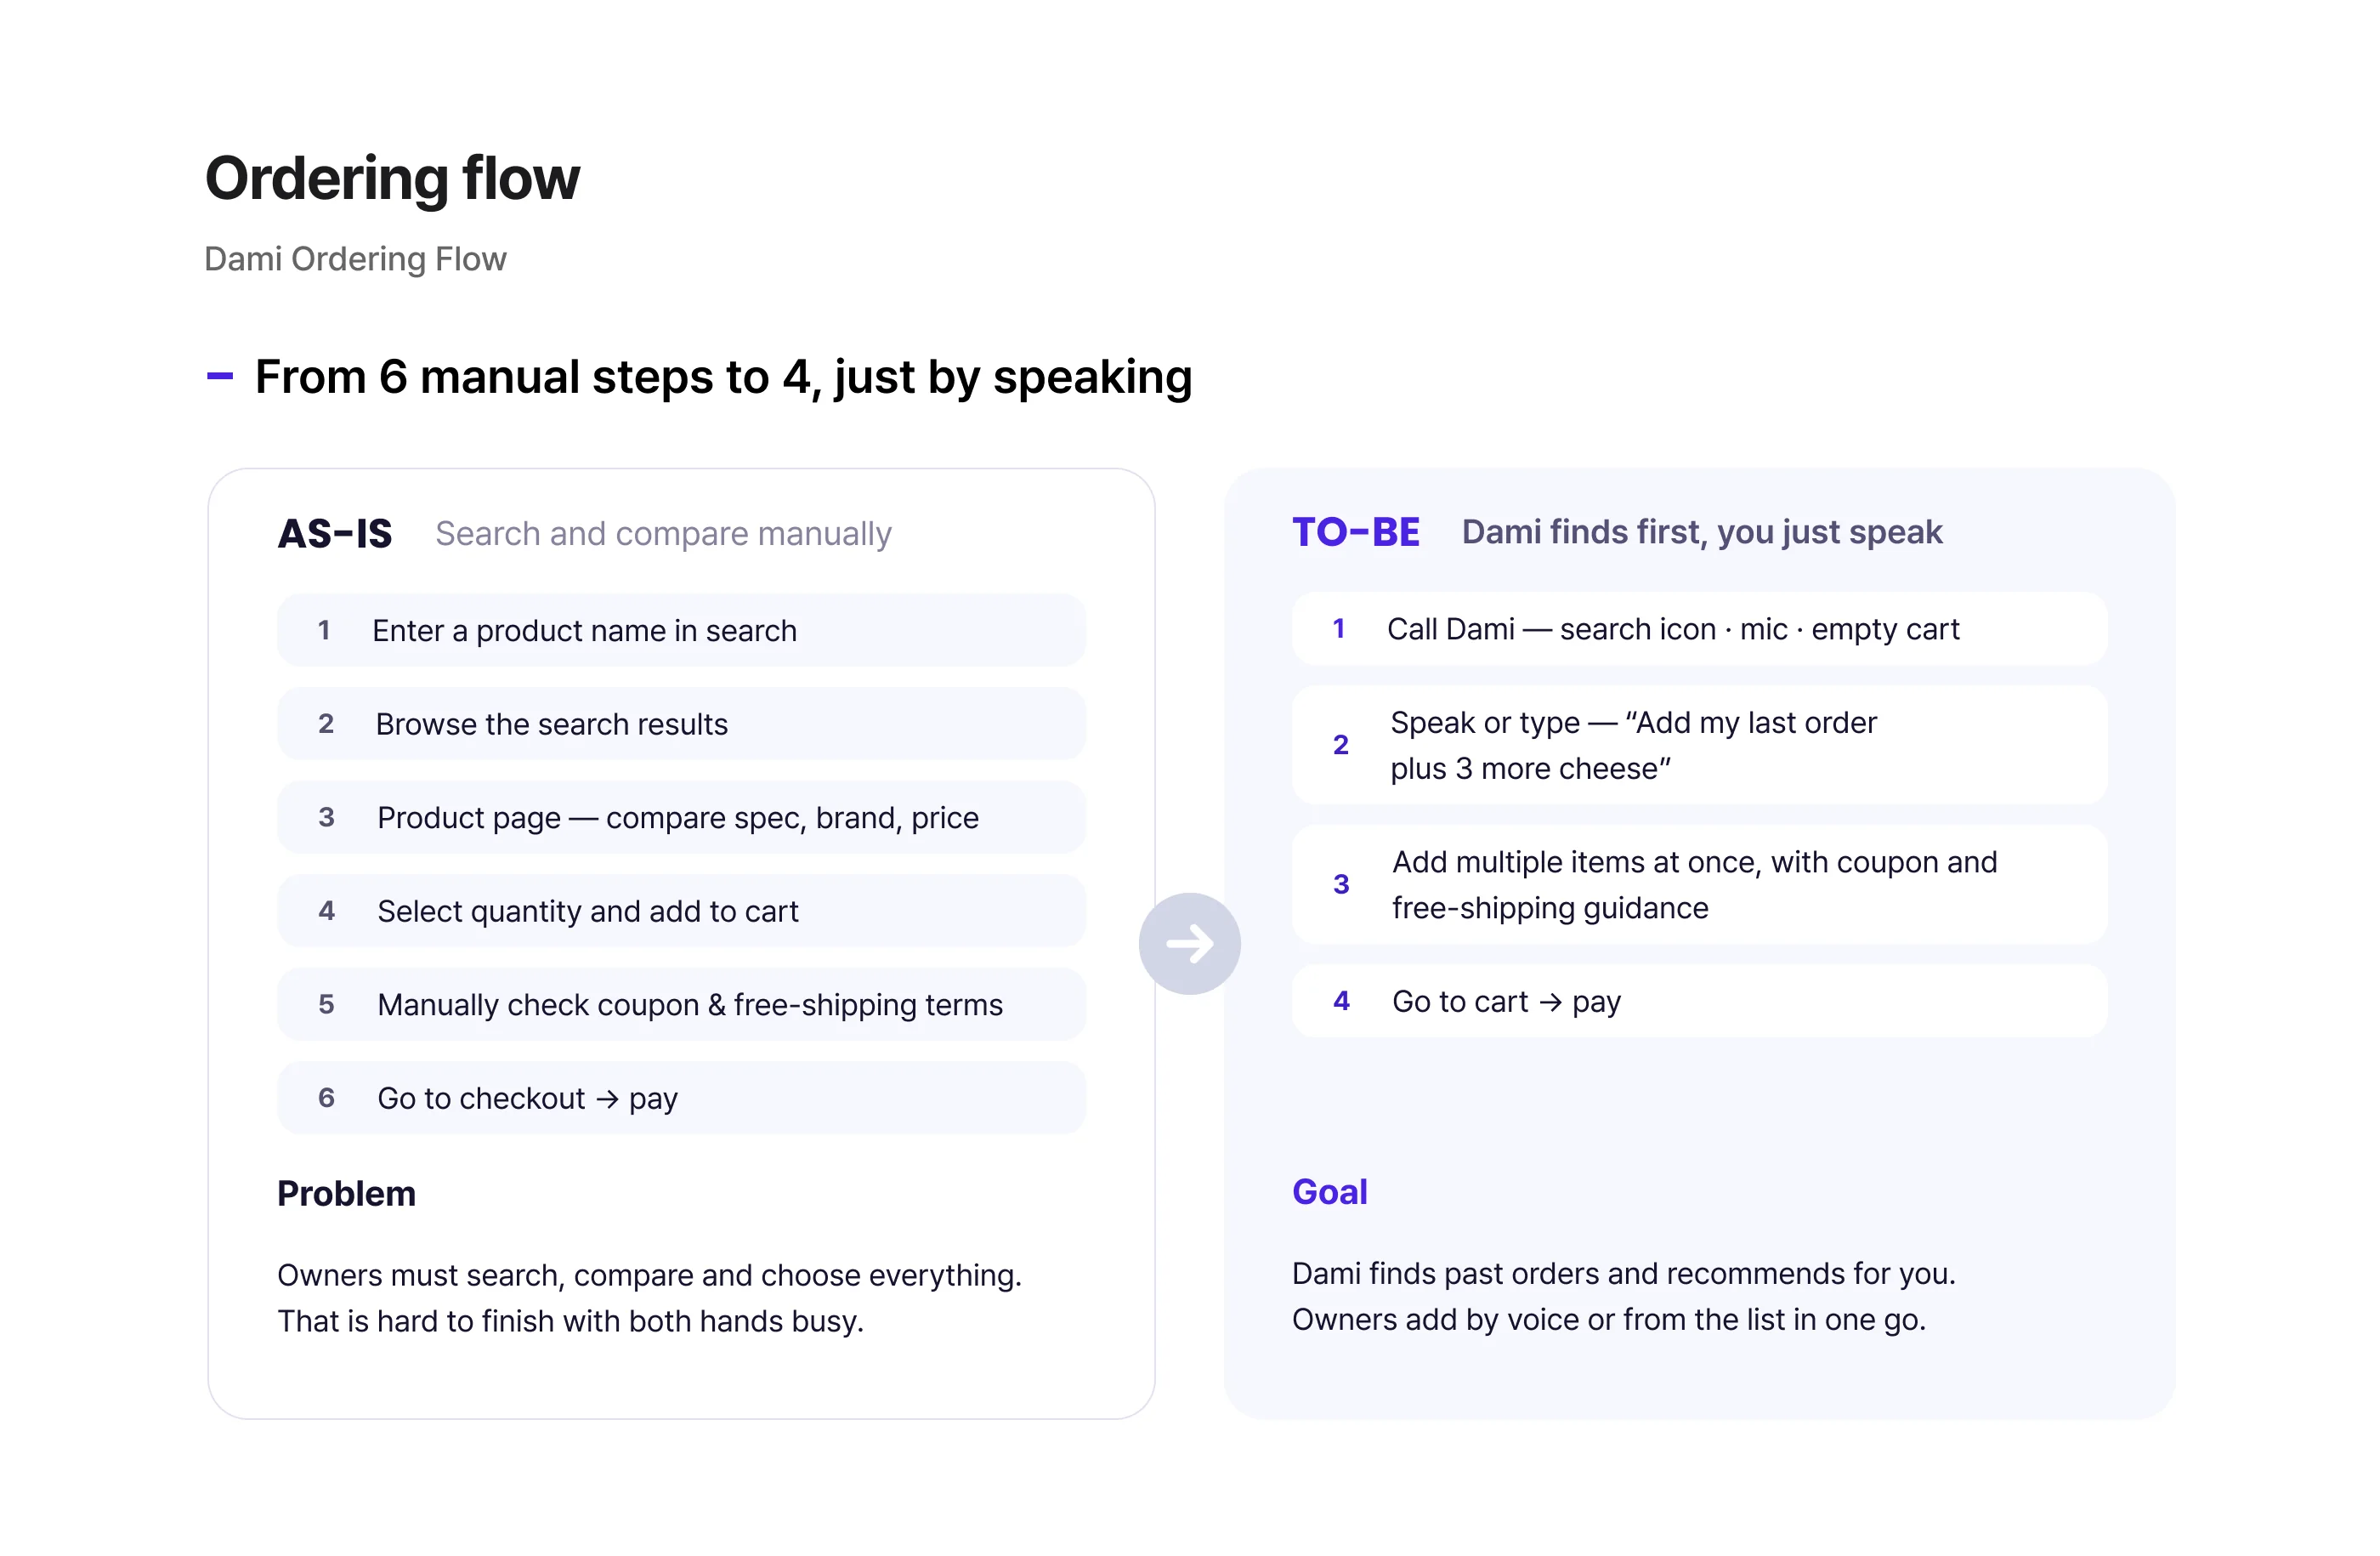 Ordering flow
Dami Ordering Flow
– From 6 manual steps to 4, just by speaking
AS–IS Search and compare manually
1 Enter a product name in search
2 Browse the search results
3 Product page — compare spec, brand, price
4 Select quantity and add to cart
5 Manually check coupon & free-shipping terms
6 Go to checkout → pay
Problem
Owners must search, compare and choose everything.
That is hard to finish with both hands busy.
→
TO–BE Dami finds first, you just speak
1 Call Dami — search icon · mic · empty cart
2 Speak or type — “Add my last order
plus 3 more cheese”
3 Add multiple items at once, with coupon and
free-shipping guidance
4 Go to cart → pay
Goal
Dami finds past orders and recommends for you.
Owners add by voice or from the list in one go.